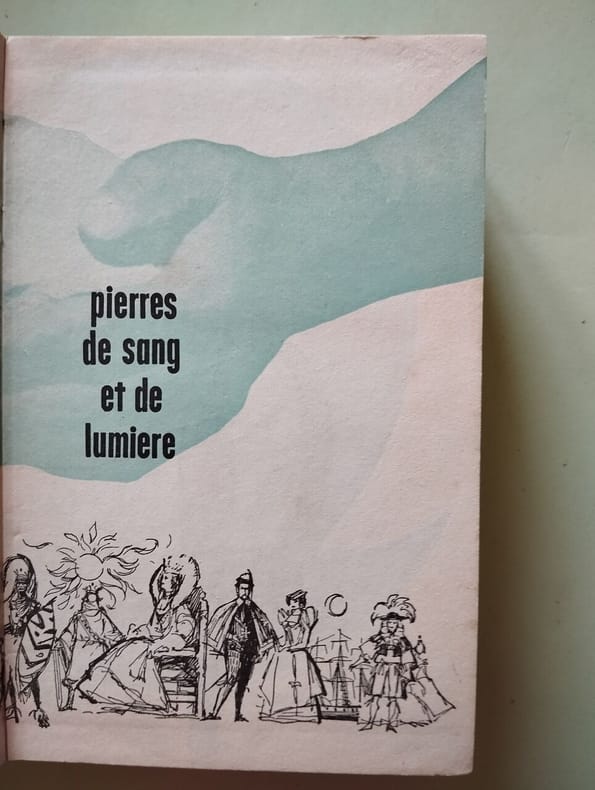 pierres
de sang
et de
lumiere